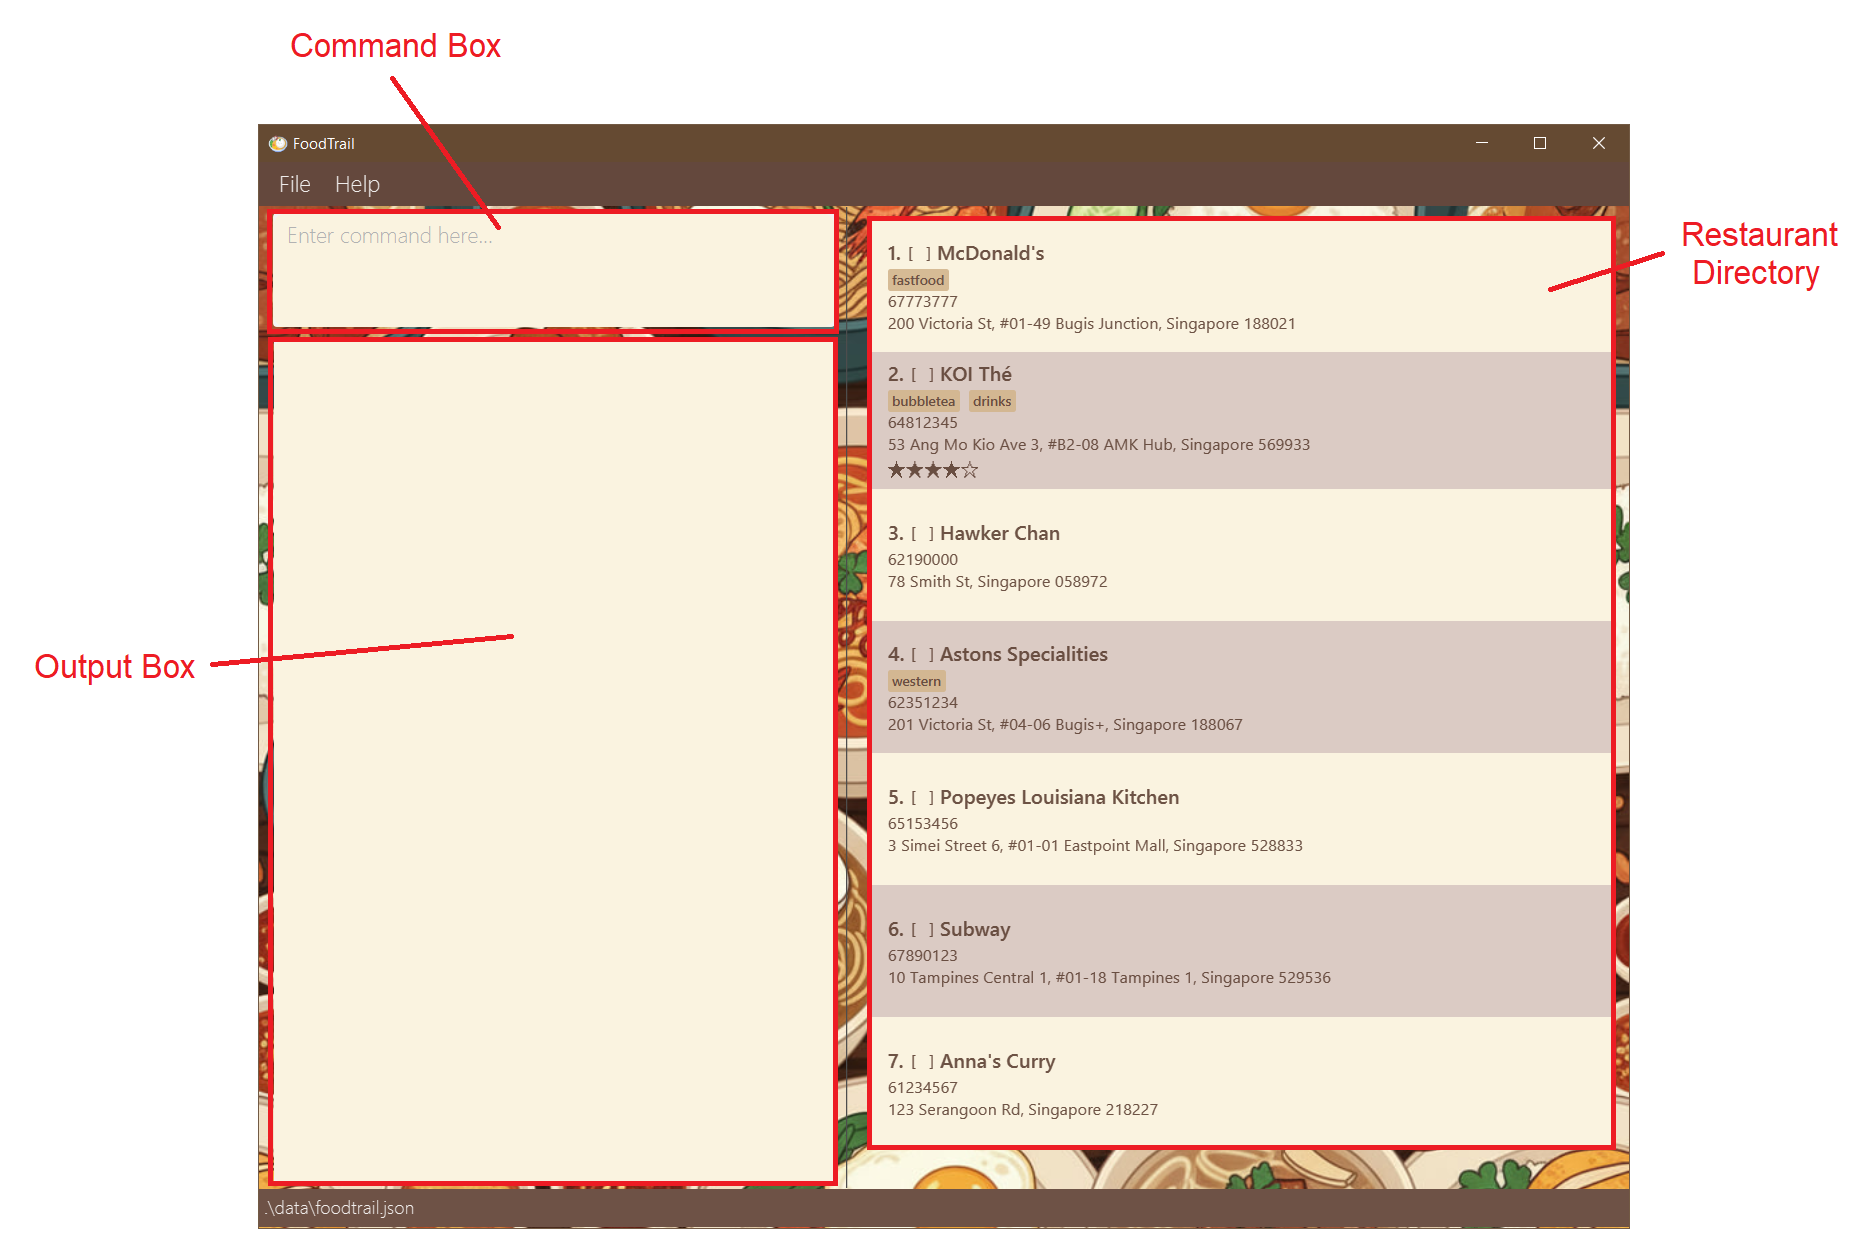 Command Box
FoodTrail
File Help
Enter command here...
Output Box
Restaurant
Directory
1. [ ] McDonald's
fastfood
67773777
200 Victoria St, #01-49 Bugis Junction, Singapore 188021
2. [ ] KOI Thé
bubbletea drinks
64812345
53 Ang Mo Kio Ave 3, #B2-08 AMK Hub, Singapore 569933
★★★★☆
3. [ ] Hawker Chan
62190000
78 Smith St, Singapore 058972
4. [ ] Astons Specialities
western
62351234
201 Victoria St, #04-06 Bugis+, Singapore 188067
5. [ ] Popeyes Louisiana Kitchen
65153456
3 Simei Street 6, #01-01 Eastpoint Mall, Singapore 528833
6. [ ] Subway
67890123
10 Tampines Central 1, #01-18 Tampines 1, Singapore 529536
7. [ ] Anna's Curry
61234567
123 Serangoon Rd, Singapore 218227
.\data\foodtrail.json